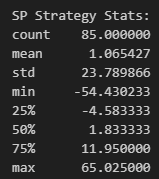 SP Strategy Stats:
count    85.000000
mean      1.065427
std      23.789866
min     -54.430233
25%      -4.583333
50%       1.833333
75%      11.950000
max      65.025000